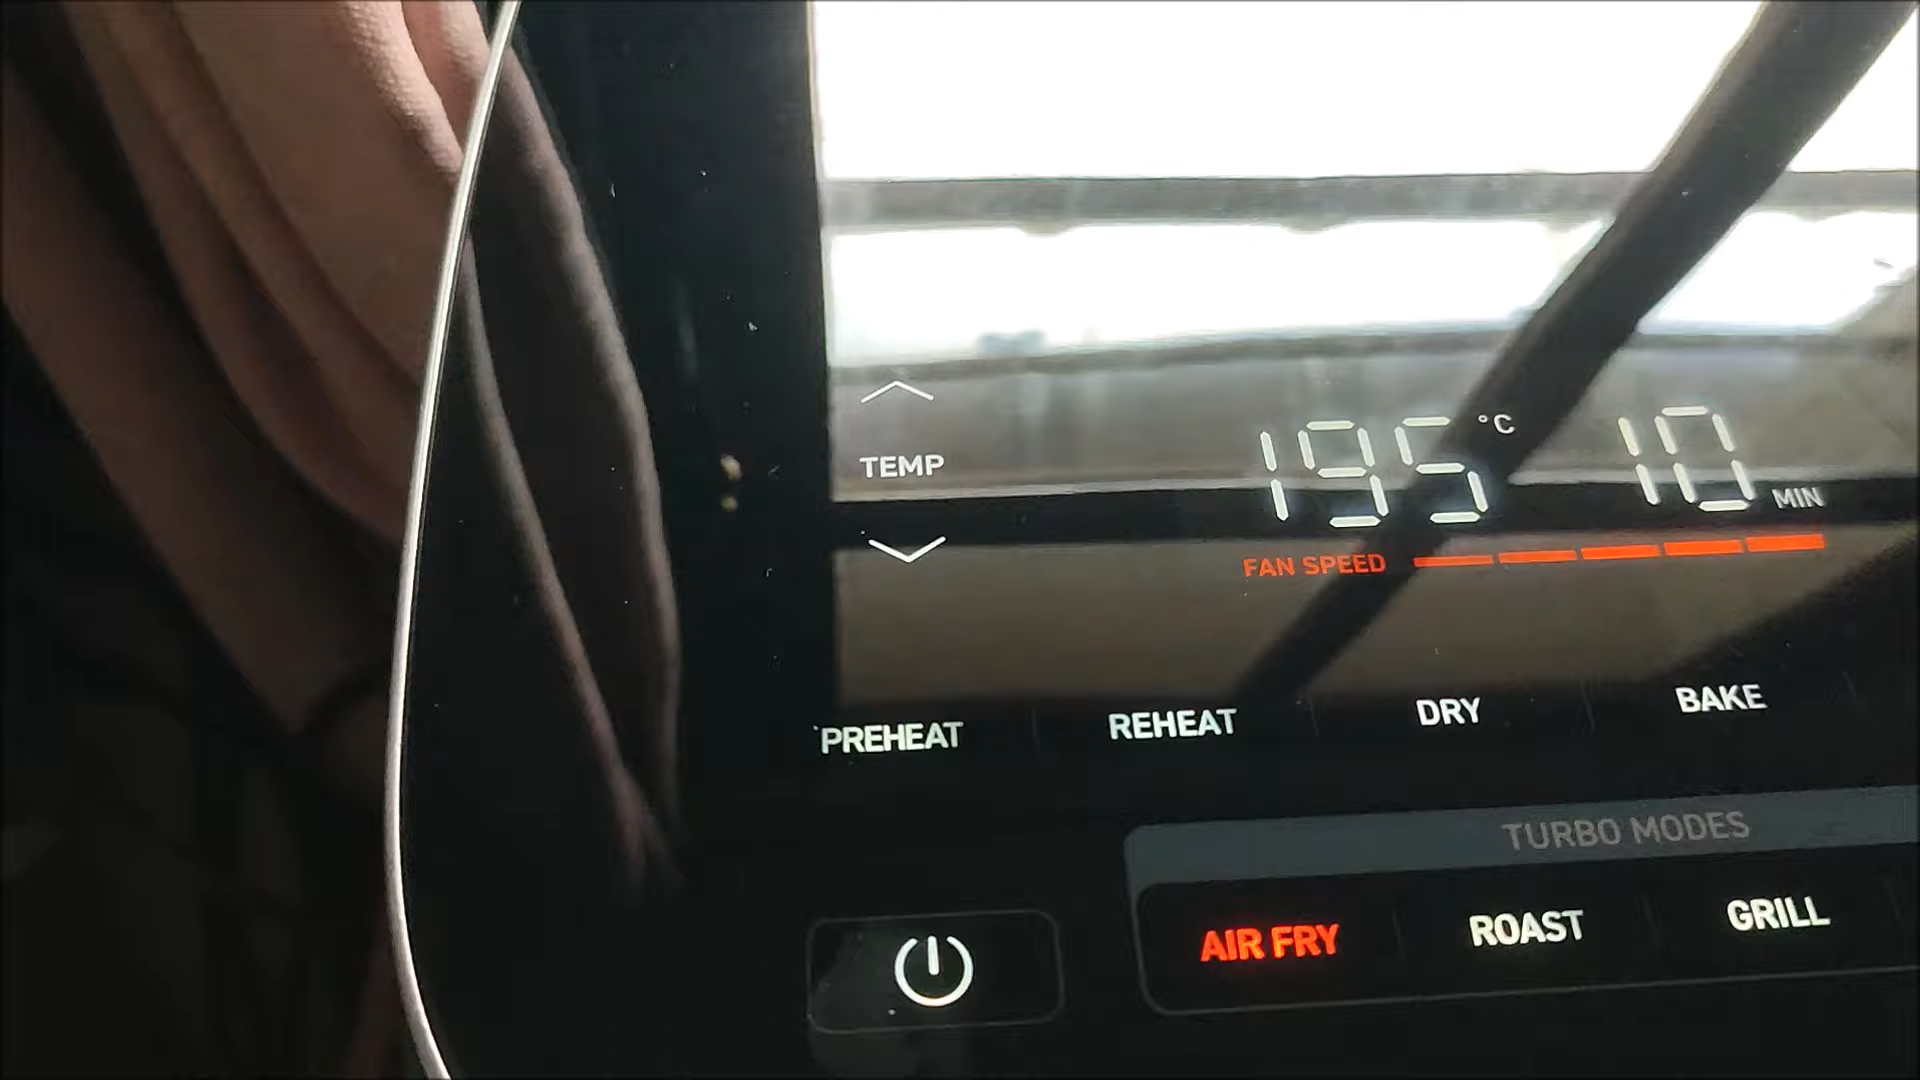 TEMP
195 °C 10 MIN
FAN SPEED
PREHEAT REHEAT DRY BAKE
TURBO MODES
AIR FRY ROAST GRILL